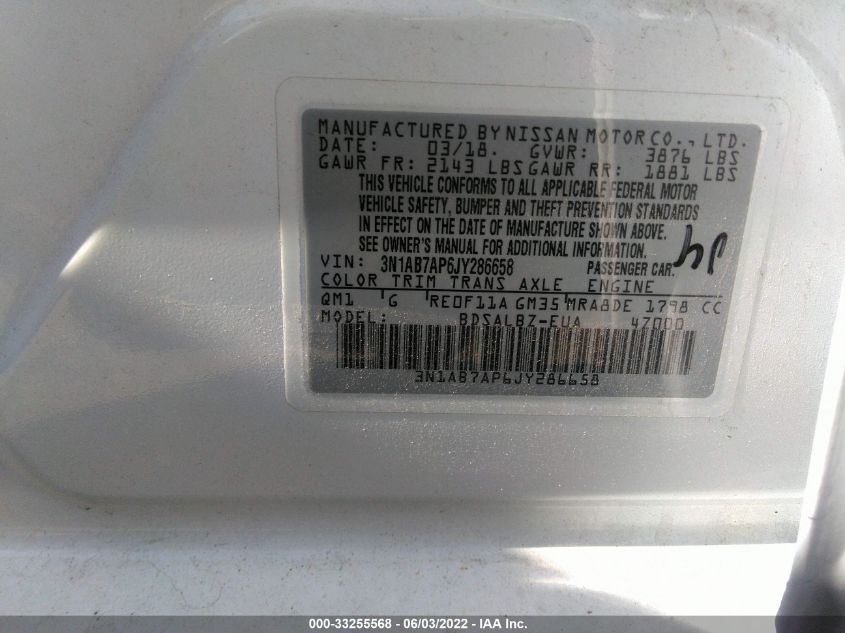 MANUFACTURED BY NISSAN MOTOR CO., LTD.
DATE: 03/18. GVWR: 3876 LBS
GAWR FR: 2143 LBS GAWR RR: 1881 LBS
THIS VEHICLE CONFORMS TO ALL APPLICABLE FEDERAL MOTOR
VEHICLE SAFETY, BUMPER AND THEFT PREVENTION STANDARDS
IN EFFECT ON THE DATE OF MANUFACTURE SHOWN ABOVE.
SEE OWNER'S MANUAL FOR ADDITIONAL INFORMATION.
VIN: 3N1AB7AP6JY286658 PASSENGER CAR.
COLOR TRIM TRANS AXLE ENGINE
QM1 G RE0F11A GM35 MRA8DE 1798 CC
MODEL: BDSALBZ-EUA 47000
3N1AB7AP6JY286658
000-33255568 - 06/03/2022 - IAA Inc.